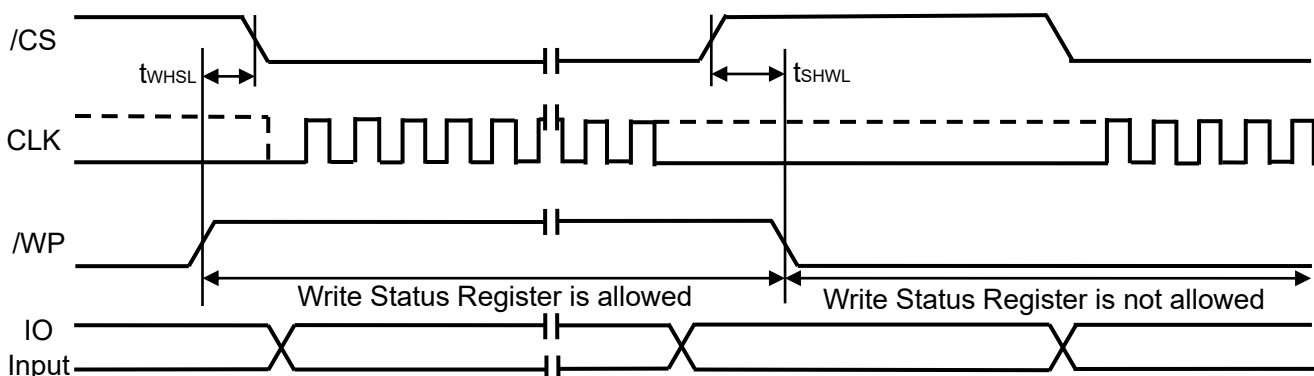 /CS
tWHSL
tSHWL
CLK
/WP
Write Status Register is allowed
Write Status Register is not allowed
IO
Input